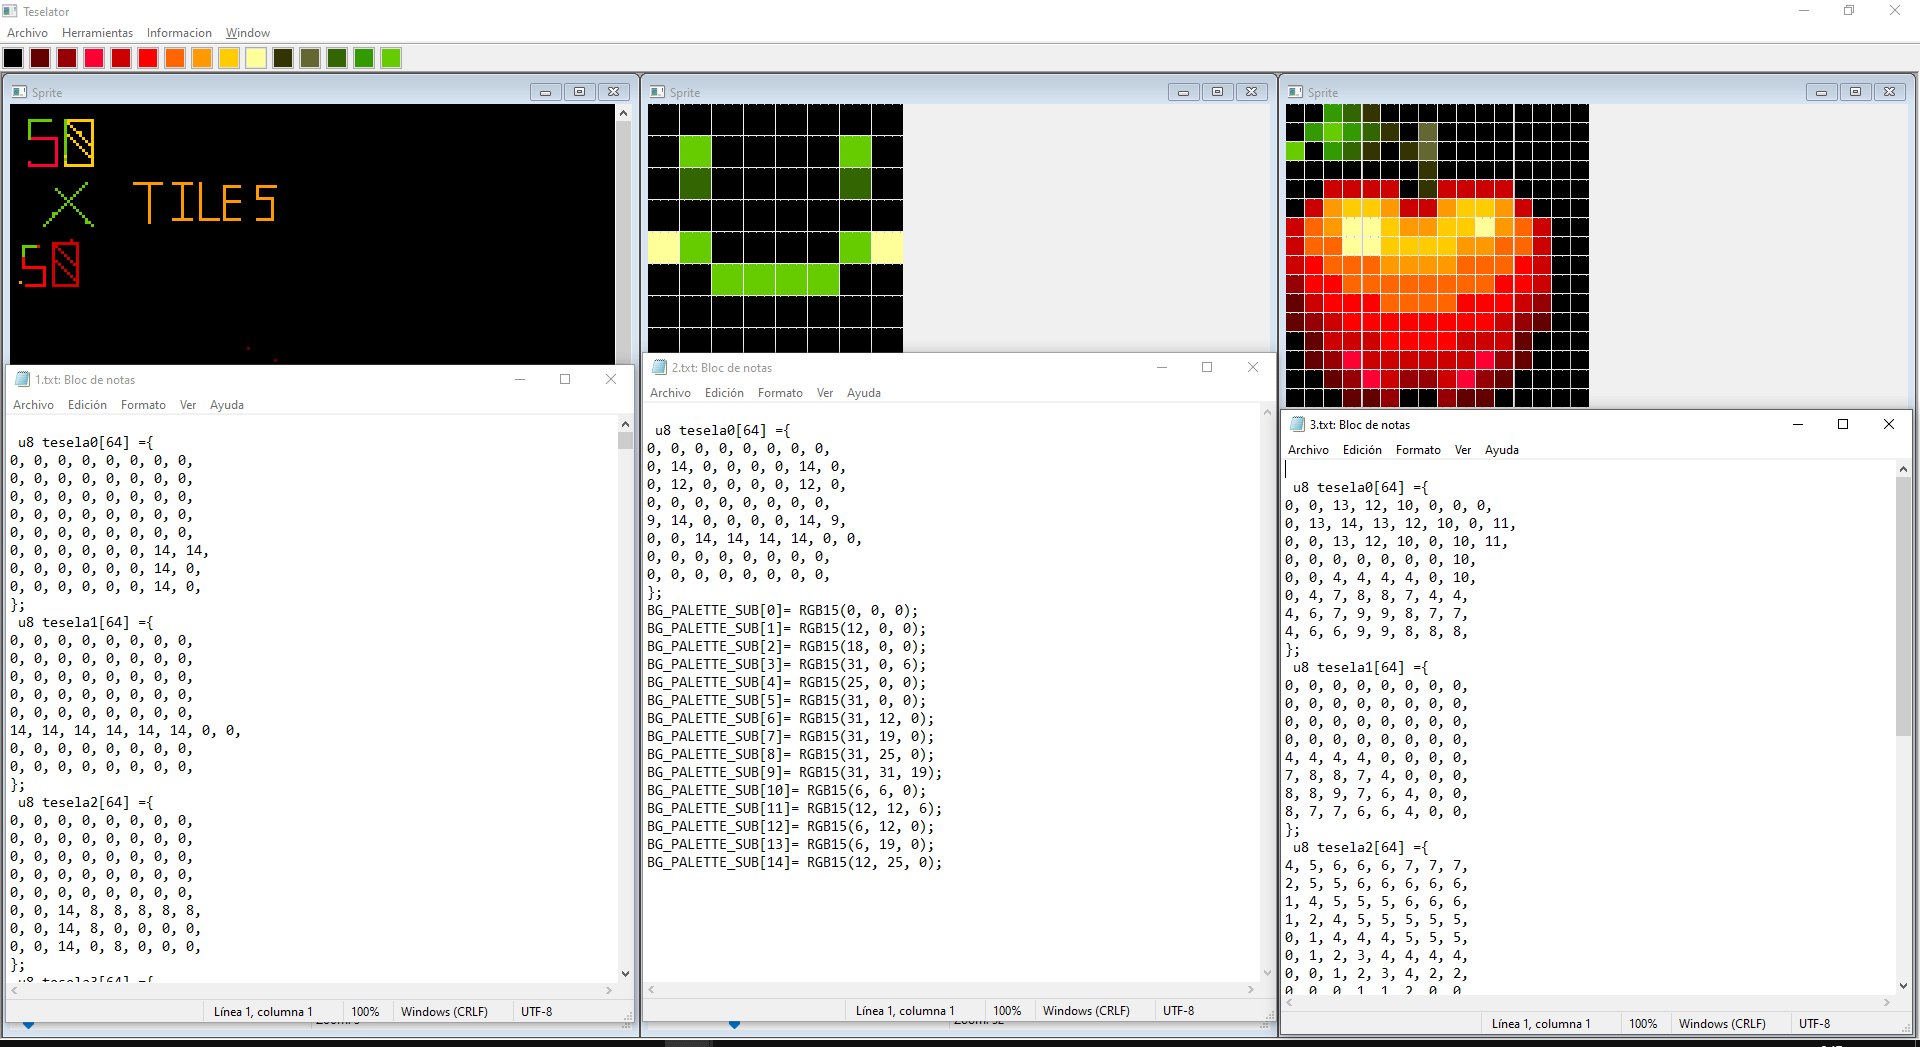 Teselator
Archivo Herramientas Informacion Window
Sprite
50
X TILES
50
1.txt: Bloc de notas
Archivo Edición Formato Ver Ayuda
u8 tesela0[64] ={
0, 0, 0, 0, 0, 0, 0, 0,
0, 0, 0, 0, 0, 0, 0, 0,
0, 0, 0, 0, 0, 0, 0, 0,
0, 0, 0, 0, 0, 0, 0, 0,
0, 0, 0, 0, 0, 0, 0, 0,
0, 0, 0, 0, 0, 0, 14, 14,
0, 0, 0, 0, 0, 0, 14, 0,
0, 0, 0, 0, 0, 0, 14, 0,
};
u8 tesela1[64] ={
0, 0, 0, 0, 0, 0, 0, 0,
0, 0, 0, 0, 0, 0, 0, 0,
0, 0, 0, 0, 0, 0, 0, 0,
0, 0, 0, 0, 0, 0, 0, 0,
0, 0, 0, 0, 0, 0, 0, 0,
14, 14, 14, 14, 14, 14, 0, 0,
0, 0, 0, 0, 0, 0, 0, 0,
0, 0, 0, 0, 0, 0, 0, 0,
};
u8 tesela2[64] ={
0, 0, 0, 0, 0, 0, 0, 0,
0, 0, 0, 0, 0, 0, 0, 0,
0, 0, 0, 0, 0, 0, 0, 0,
0, 0, 0, 0, 0, 0, 0, 0,
0, 0, 0, 0, 0, 0, 0, 0,
0, 0, 14, 8, 8, 8, 8, 8,
0, 0, 14, 8, 0, 0, 0, 0,
0, 0, 14, 0, 8, 0, 0, 0,
};
u8 tesela3[64] ={
Línea 1, columna 1 100% Windows (CRLF) UTF-8
Sprite
2.txt: Bloc de notas
Archivo Edición Formato Ver Ayuda
u8 tesela0[64] ={
0, 0, 0, 0, 0, 0, 0, 0,
0, 14, 0, 0, 0, 0, 14, 0,
0, 12, 0, 0, 0, 0, 12, 0,
0, 0, 0, 0, 0, 0, 0, 0,
9, 14, 0, 0, 0, 0, 14, 9,
0, 0, 14, 14, 14, 14, 0, 0,
0, 0, 0, 0, 0, 0, 0, 0,
0, 0, 0, 0, 0, 0, 0, 0,
};
BG_PALETTE_SUB[0]= RGB15(0, 0, 0);
BG_PALETTE_SUB[1]= RGB15(12, 0, 0);
BG_PALETTE_SUB[2]= RGB15(18, 0, 0);
BG_PALETTE_SUB[3]= RGB15(31, 0, 6);
BG_PALETTE_SUB[4]= RGB15(25, 0, 0);
BG_PALETTE_SUB[5]= RGB15(31, 0, 0);
BG_PALETTE_SUB[6]= RGB15(31, 12, 0);
BG_PALETTE_SUB[7]= RGB15(31, 19, 0);
BG_PALETTE_SUB[8]= RGB15(31, 25, 0);
BG_PALETTE_SUB[9]= RGB15(31, 31, 19);
BG_PALETTE_SUB[10]= RGB15(6, 6, 0);
BG_PALETTE_SUB[11]= RGB15(12, 12, 6);
BG_PALETTE_SUB[12]= RGB15(6, 12, 0);
BG_PALETTE_SUB[13]= RGB15(6, 19, 0);
BG_PALETTE_SUB[14]= RGB15(12, 25, 0);
Línea 1, columna 1 100% Windows (CRLF) UTF-8
Sprite
3.txt: Bloc de notas
Archivo Edición Formato Ver Ayuda
u8 tesela0[64] ={
0, 0, 13, 12, 10, 0, 0, 0,
0, 13, 14, 13, 12, 10, 0, 11,
0, 0, 13, 12, 10, 0, 10, 11,
0, 0, 0, 0, 0, 0, 0, 10,
0, 0, 4, 4, 4, 4, 0, 10,
0, 4, 7, 8, 8, 7, 4, 4,
4, 6, 7, 9, 9, 8, 7, 7,
4, 6, 6, 9, 9, 8, 8, 8,
};
u8 tesela1[64] ={
0, 0, 0, 0, 0, 0, 0, 0,
0, 0, 0, 0, 0, 0, 0, 0,
0, 0, 0, 0, 0, 0, 0, 0,
0, 0, 0, 0, 0, 0, 0, 0,
4, 4, 4, 4, 0, 0, 0, 0,
7, 8, 8, 7, 4, 0, 0, 0,
8, 8, 9, 7, 6, 4, 0, 0,
8, 7, 7, 6, 6, 4, 0, 0,
};
u8 tesela2[64] ={
4, 5, 6, 6, 6, 7, 7, 7,
2, 5, 5, 6, 6, 6, 6, 6,
1, 4, 5, 5, 5, 6, 6, 6,
1, 2, 4, 5, 5, 5, 5, 5,
0, 1, 4, 4, 4, 5, 5, 5,
0, 1, 2, 3, 4, 4, 4, 4,
0, 0, 1, 2, 3, 4, 2, 2,
0, 0, 0, 1, 1, 2, 0, 0,
Línea 1, columna 1 100% Windows (CRLF) UTF-8